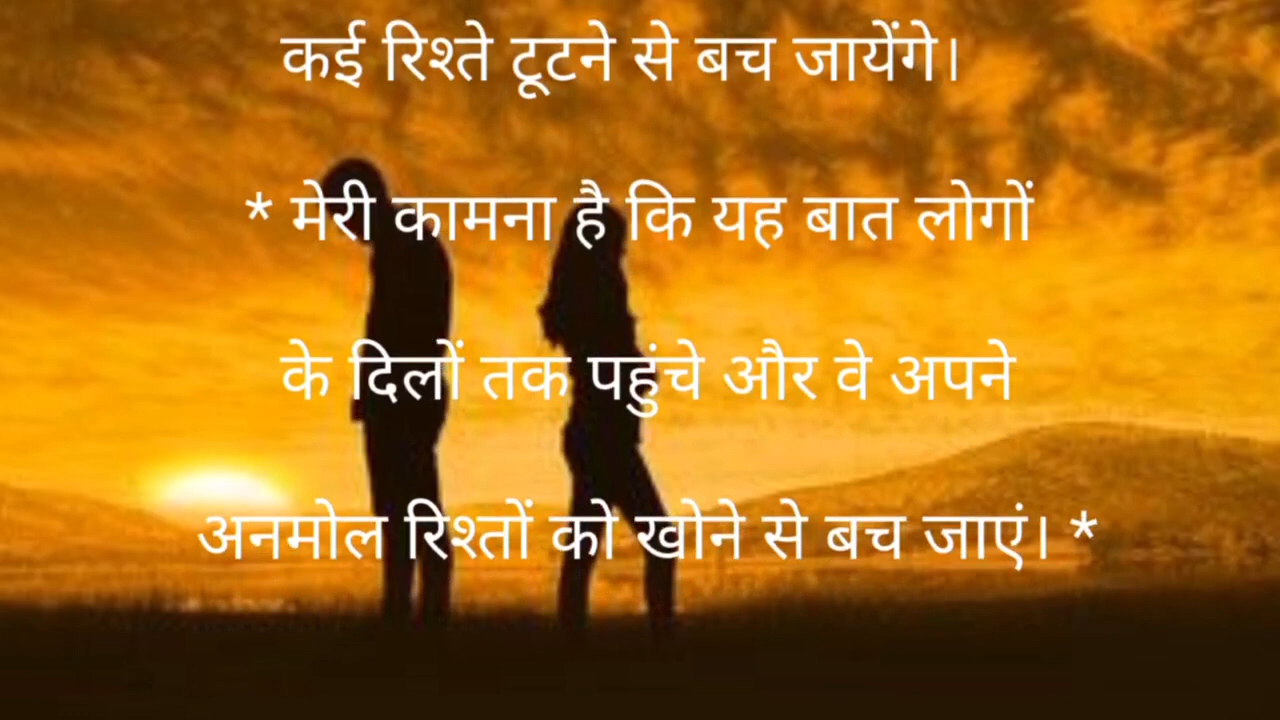 कई रिश्ते टूटने से बच जायेंगे।
* मेरी कामना है कि यह बात लोगों
के दिलों तक पहुंचे और वे अपने
अनमोल रिश्तों को खोने से बच जाएं। *